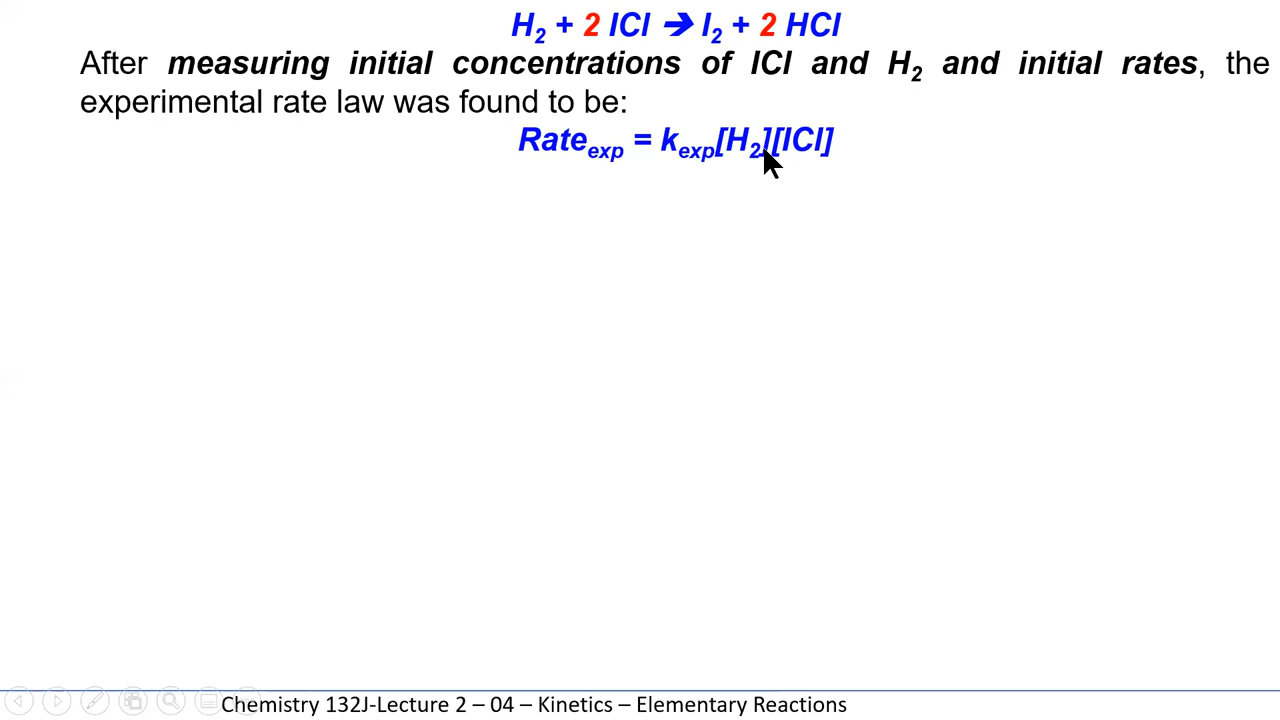 H₂ + 2 ICl ➔ I₂ + 2 HCl
After measuring initial concentrations of ICl and H₂ and initial rates, the
experimental rate law was found to be:
Rateexp = kexp[H₂][ICl]
Chemistry 132J-Lecture 2 – 04 – Kinetics – Elementary Reactions